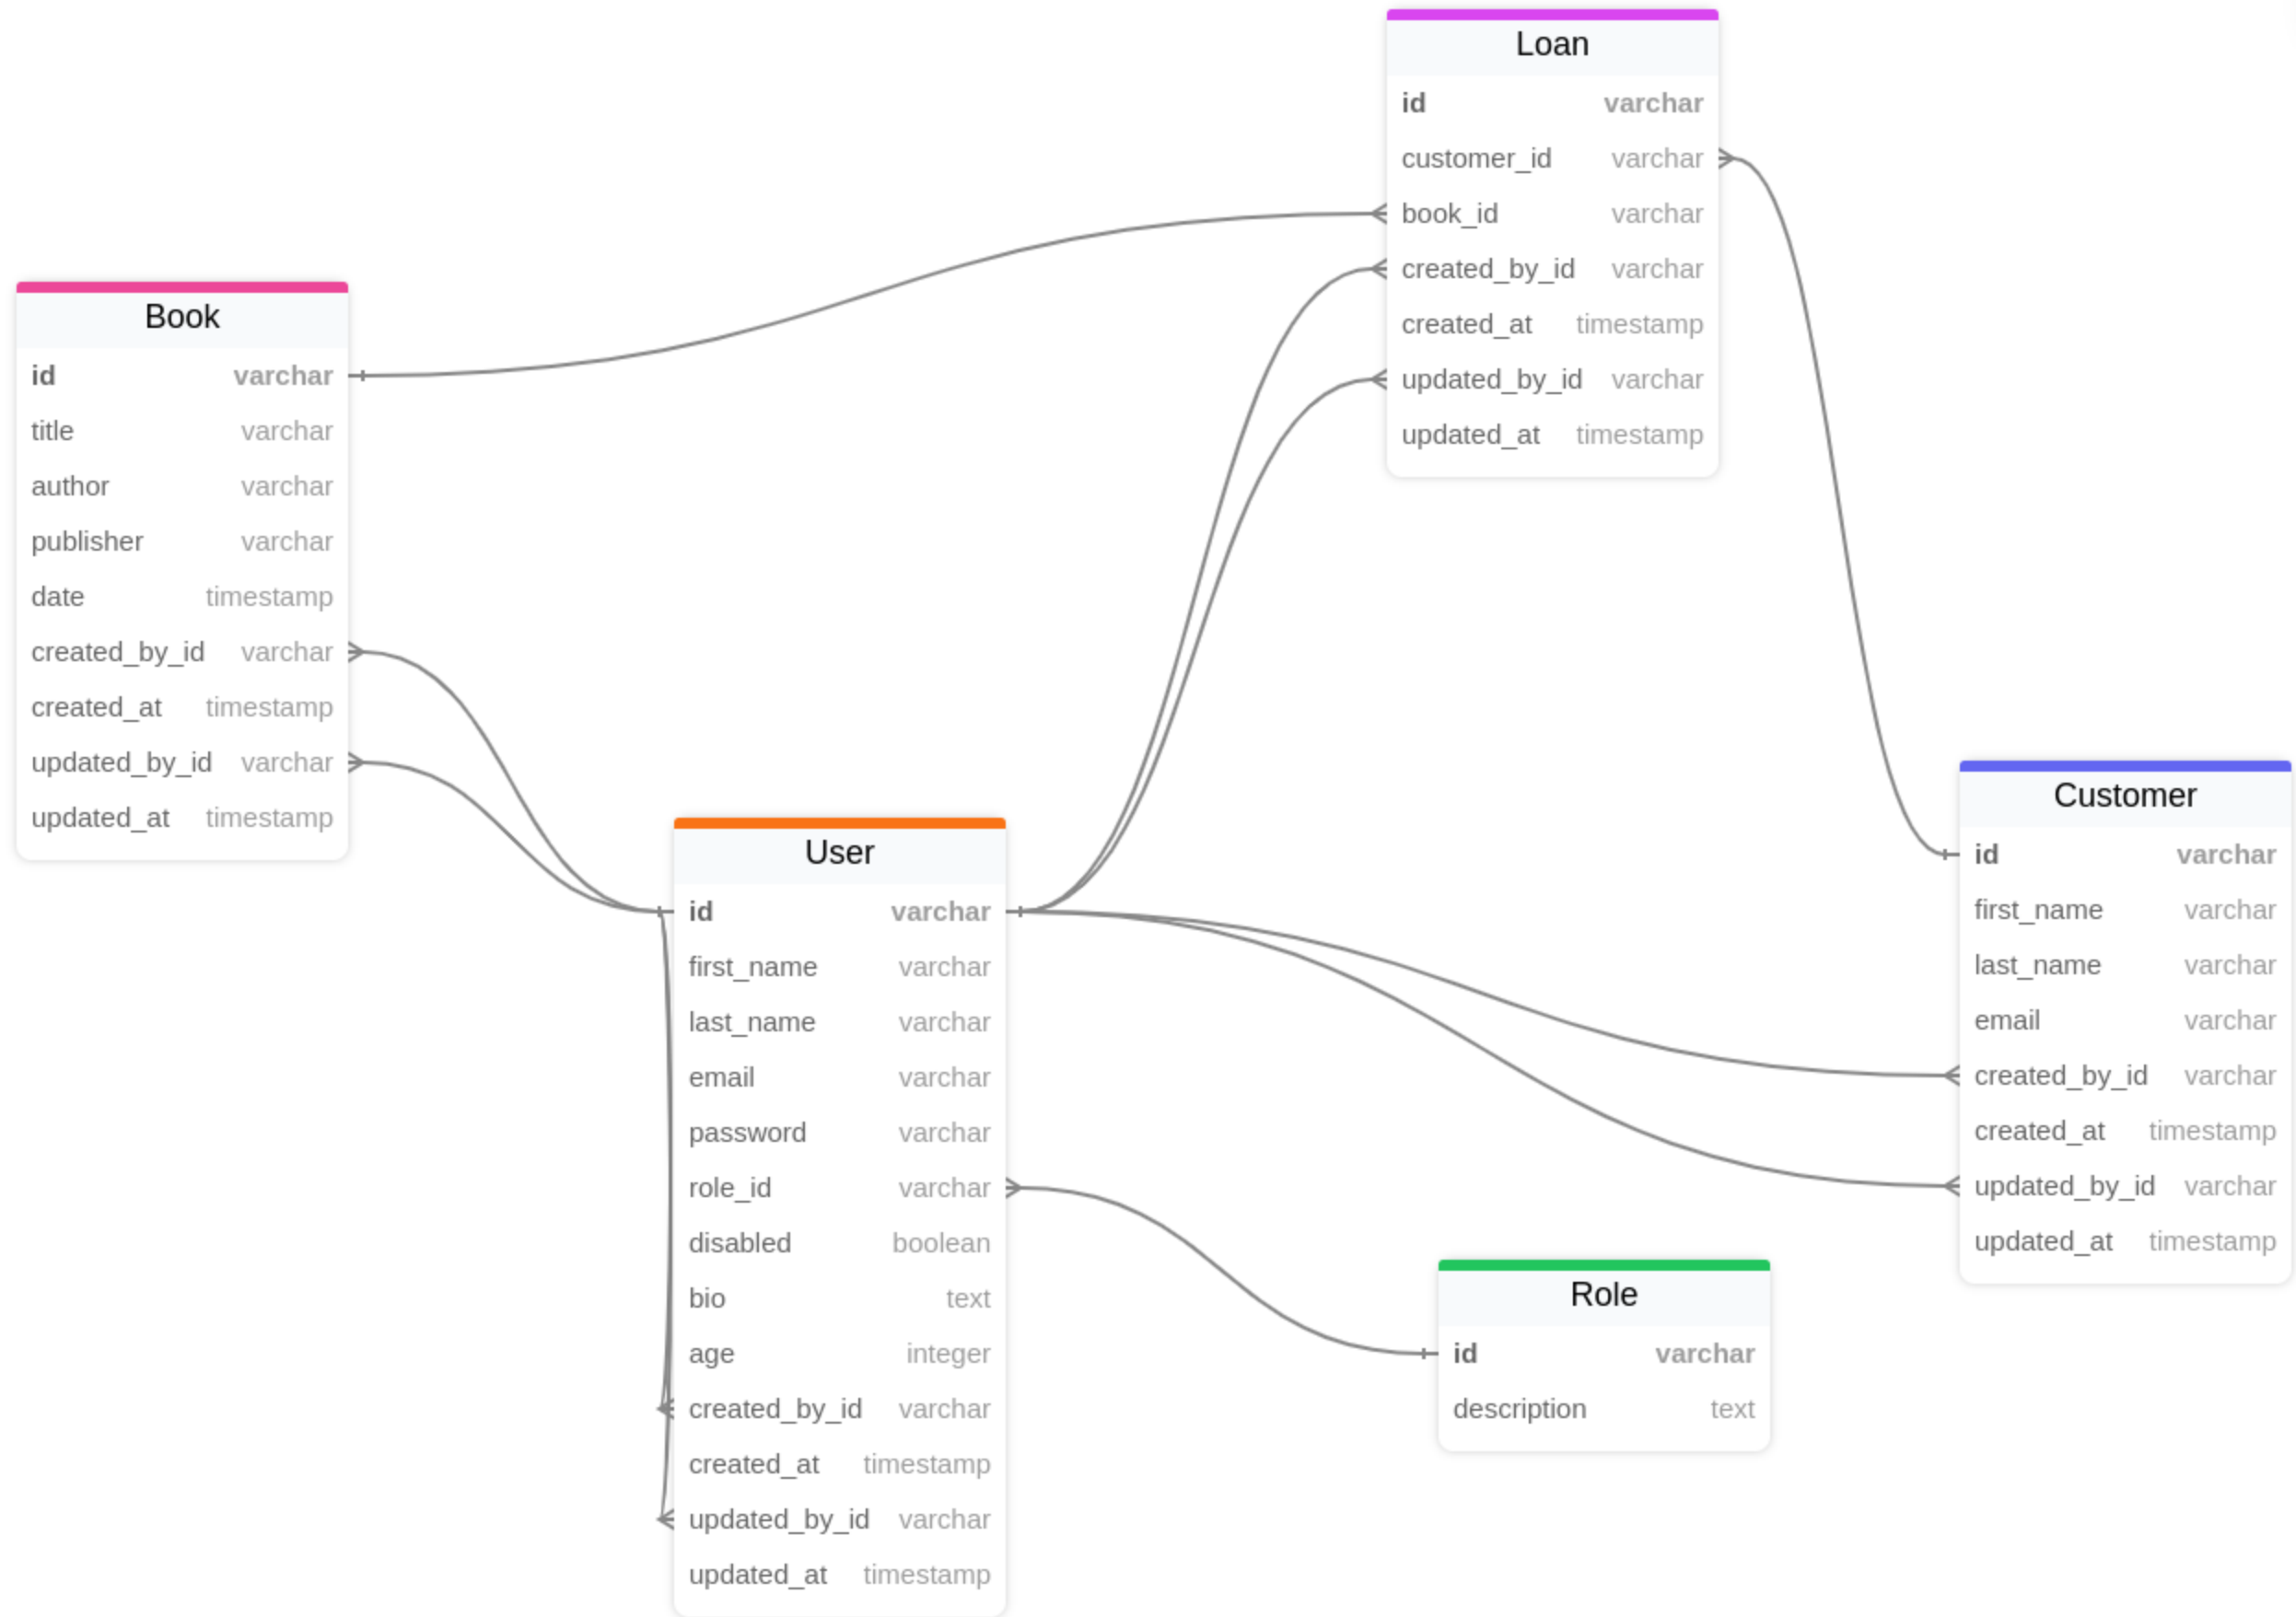 Loan
id varchar
customer_id varchar
book_id varchar
created_by_id varchar
created_at timestamp
updated_by_id varchar
updated_at timestamp
Book
id varchar
title varchar
author varchar
publisher varchar
date timestamp
created_by_id varchar
created_at timestamp
updated_by_id varchar
updated_at timestamp
User
id varchar
first_name varchar
last_name varchar
email varchar
password varchar
role_id varchar
disabled boolean
bio text
age integer
created_by_id varchar
created_at timestamp
updated_by_id varchar
updated_at timestamp
Customer
id varchar
first_name varchar
last_name varchar
email varchar
created_by_id varchar
created_at timestamp
updated_by_id varchar
updated_at timestamp
Role
id varchar
description text